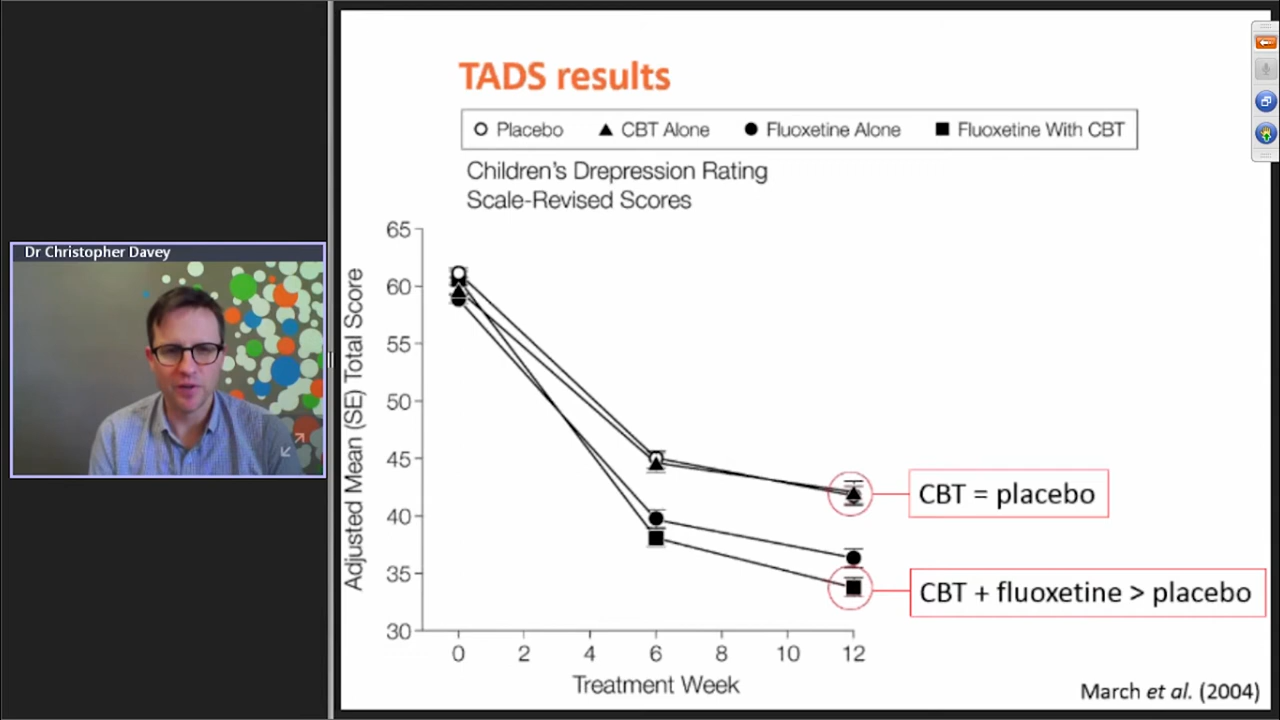 Dr Christopher Davey
TADS results
Placebo CBT Alone Fluoxetine Alone Fluoxetine With CBT
Children's Drepression Rating
Scale-Revised Scores
Adjusted Mean (SE) Total Score
65
60
55
50
45
40
35
30
0 2 4 6 8 10 12
Treatment Week
CBT = placebo
CBT + fluoxetine > placebo
March et al. (2004)